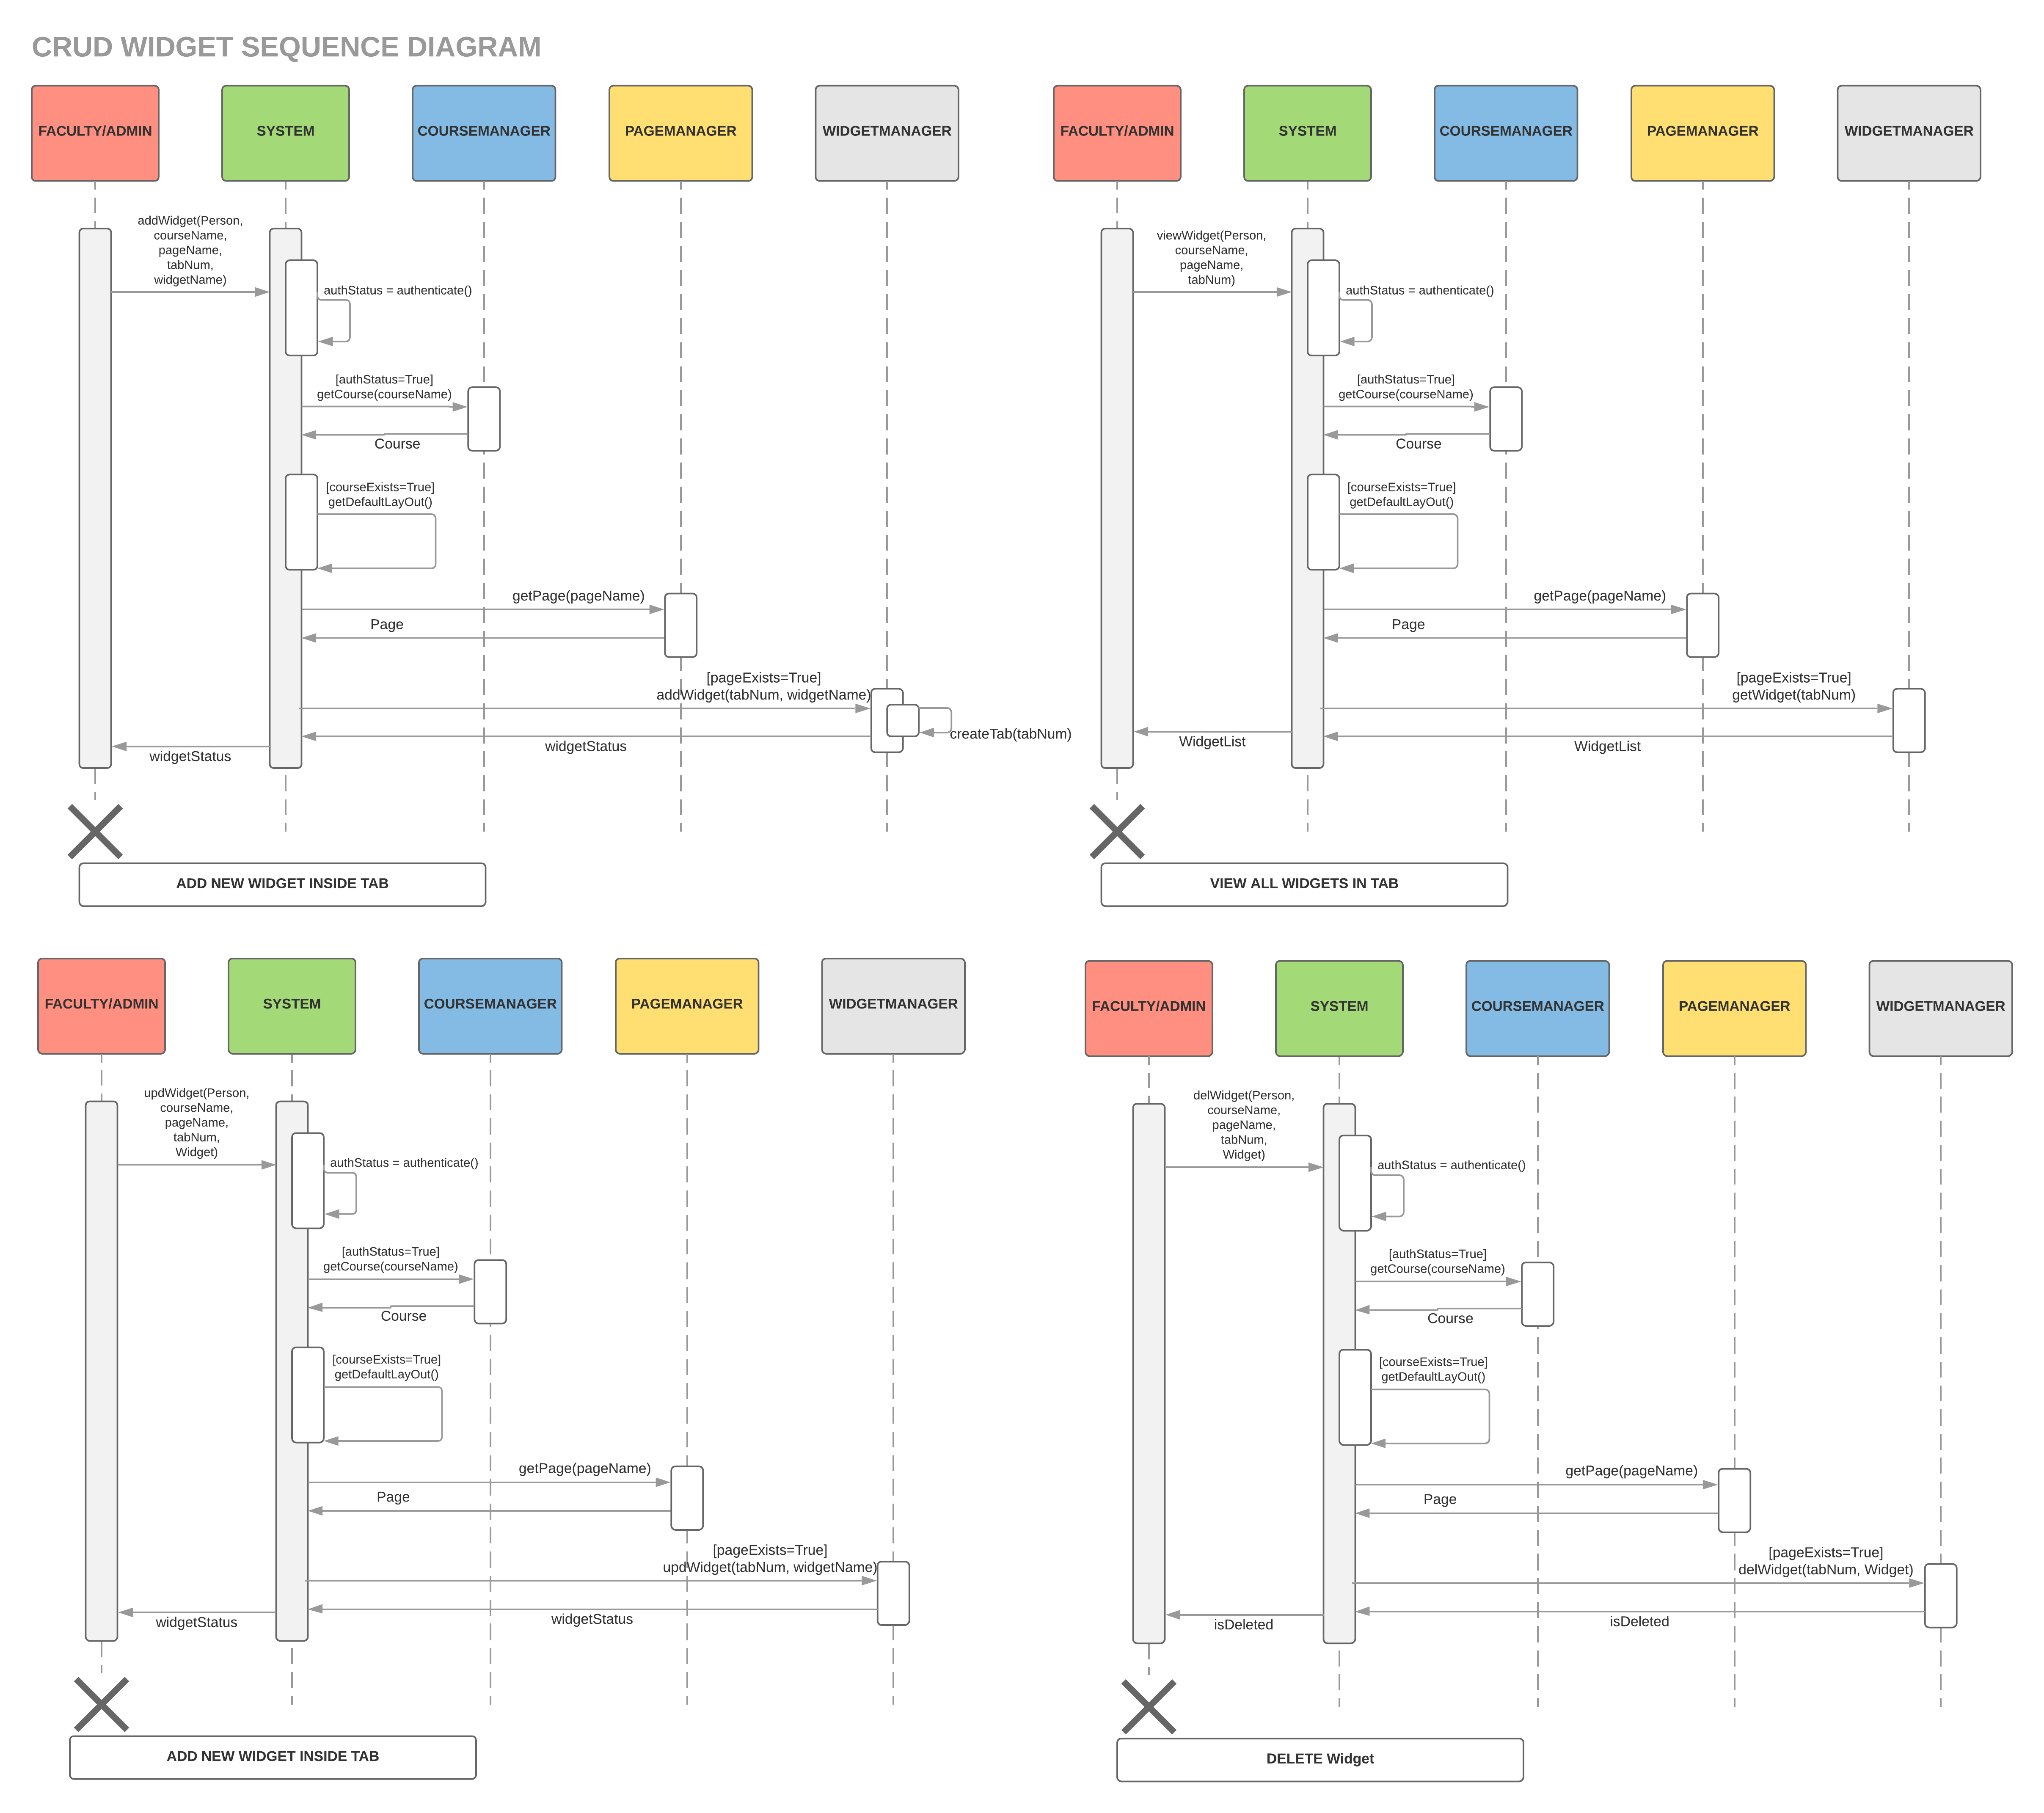 CRUD WIDGET SEQUENCE DIAGRAM
FACULTY/ADMIN
SYSTEM
COURSEMANAGER
PAGEMANAGER
WIDGETMANAGER
addWidget(Person,
courseName,
pageName,
tabNum,
widgetName)
authStatus = authenticate()
[authStatus=True]
getCourse(courseName)
Course
[courseExists=True]
getDefaultLayOut()
getPage(pageName)
Page
[pageExists=True]
addWidget(tabNum, widgetName)
createTab(tabNum)
widgetStatus
widgetStatus
ADD NEW WIDGET INSIDE TAB
FACULTY/ADMIN
SYSTEM
COURSEMANAGER
PAGEMANAGER
WIDGETMANAGER
viewWidget(Person,
courseName,
pageName,
tabNum)
authStatus = authenticate()
[authStatus=True]
getCourse(courseName)
Course
[courseExists=True]
getDefaultLayOut()
getPage(pageName)
Page
[pageExists=True]
getWidget(tabNum)
WidgetList
WidgetList
VIEW ALL WIDGETS IN TAB
FACULTY/ADMIN
SYSTEM
COURSEMANAGER
PAGEMANAGER
WIDGETMANAGER
updWidget(Person,
courseName,
pageName,
tabNum,
Widget)
authStatus = authenticate()
[authStatus=True]
getCourse(courseName)
Course
[courseExists=True]
getDefaultLayOut()
getPage(pageName)
Page
[pageExists=True]
updWidget(tabNum, widgetName)
widgetStatus
widgetStatus
ADD NEW WIDGET INSIDE TAB
FACULTY/ADMIN
SYSTEM
COURSEMANAGER
PAGEMANAGER
WIDGETMANAGER
delWidget(Person,
courseName,
pageName,
tabNum,
Widget)
authStatus = authenticate()
[authStatus=True]
getCourse(courseName)
Course
[courseExists=True]
getDefaultLayOut()
getPage(pageName)
Page
[pageExists=True]
delWidget(tabNum, Widget)
isDeleted
isDeleted
DELETE Widget